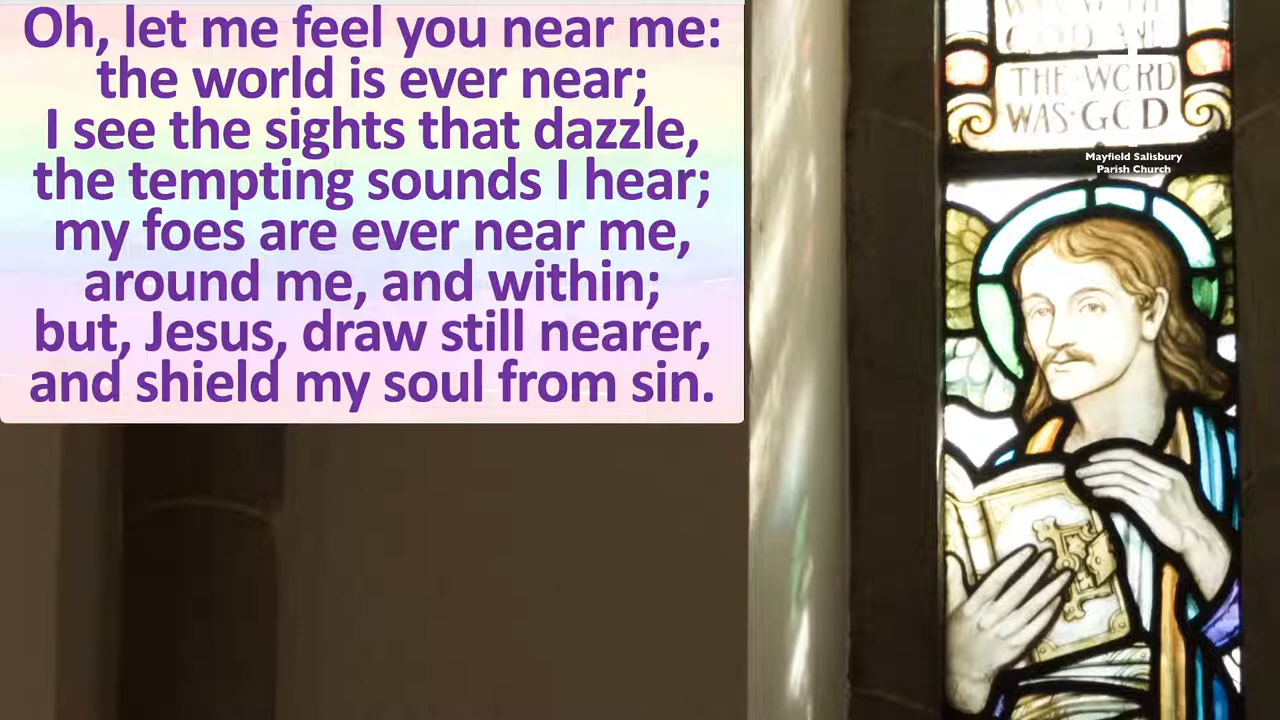 Oh, let me feel you near me:
the world is ever near;
I see the sights that dazzle,
the tempting sounds I hear;
my foes are ever near me,
around me, and within;
but, Jesus, draw still nearer,
and shield my soul from sin.
THE·WORD
WAS·GOD
Mayfield Salisbury
Parish Church